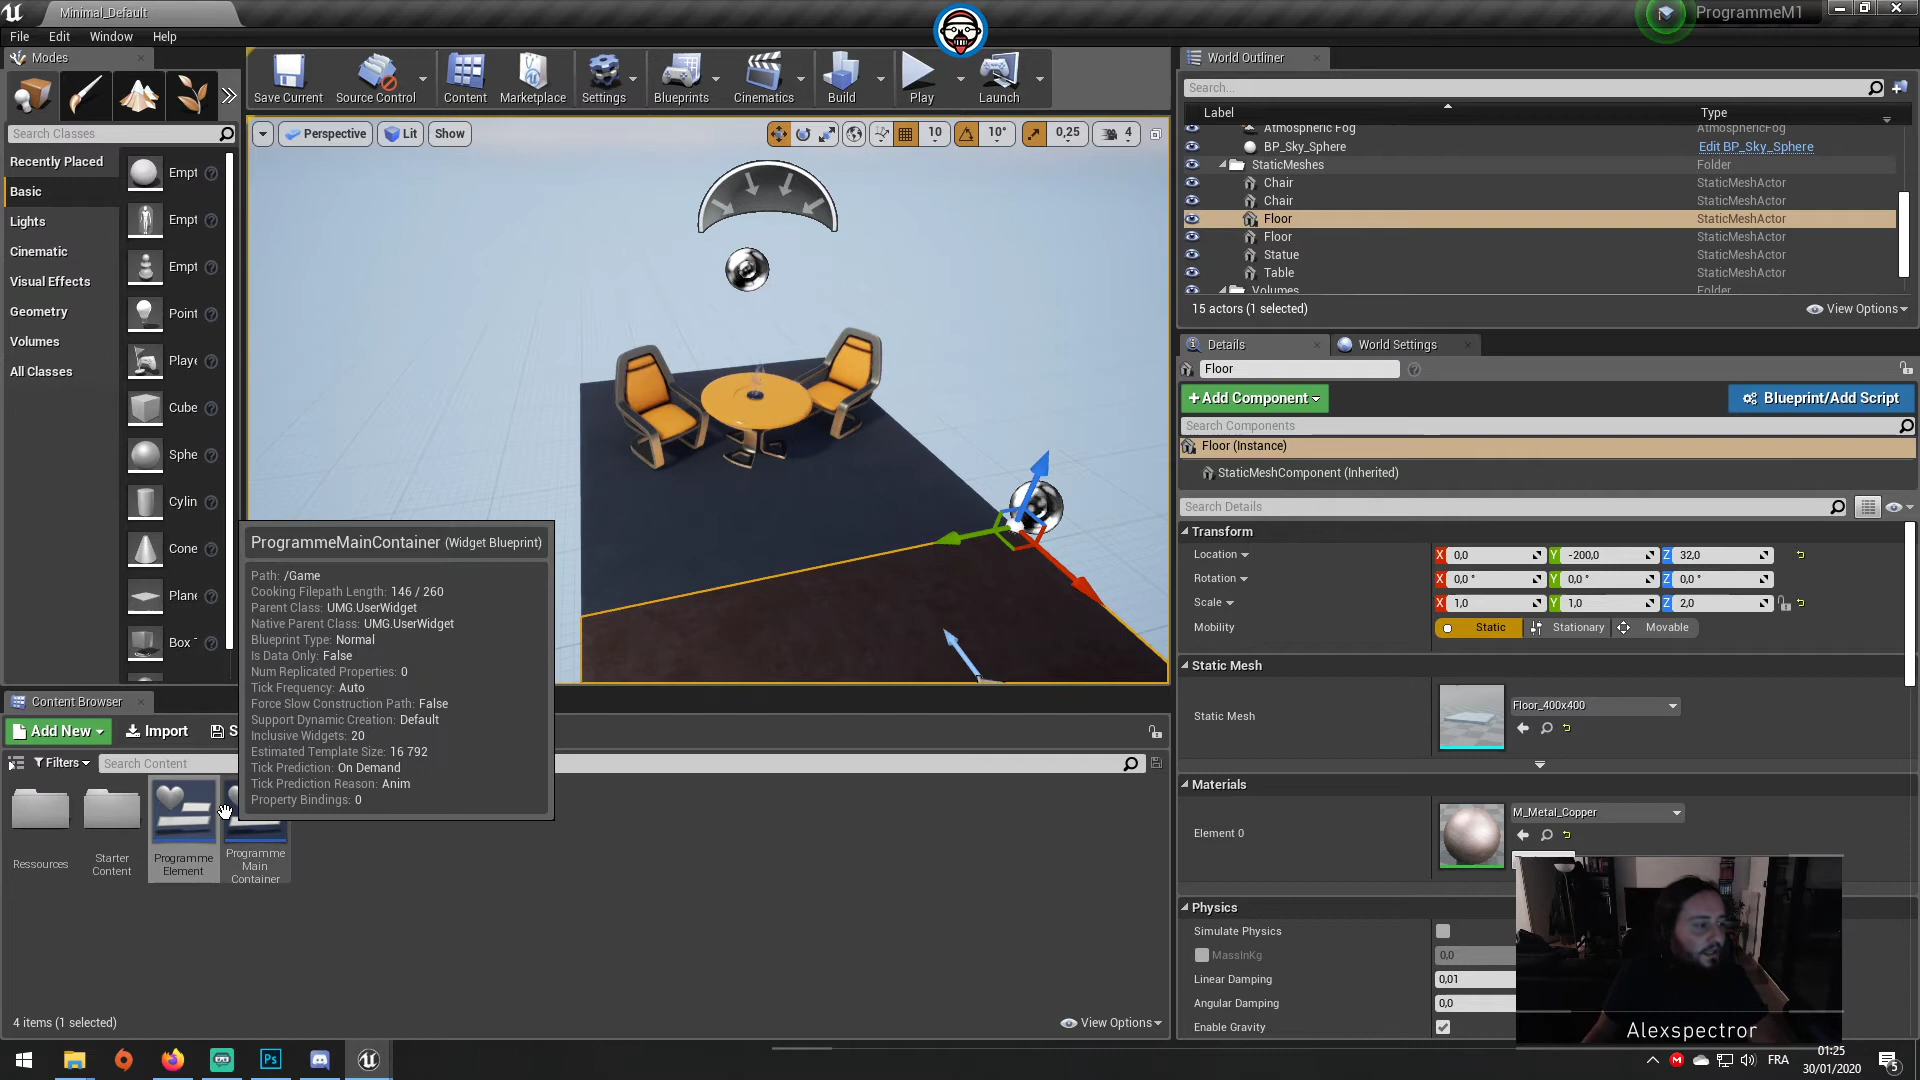 Minimal_Default
ProgrammeM1
File
Edit
Window
Help
Modes
Search Classes
Recently Placed
Basic
Lights
Cinematic
Visual Effects
Geometry
Volumes
All Classes
Empt
Empt
Empt
Point
Playe
Cube
Sphe
Cylin
Cone
Plane
Box
Save Current
Source Control
Content
Marketplace
Settings
Blueprints
Cinematics
Build
Play
Launch
Perspective
Lit
Show
10
10°
0,25
4
World Outliner
Search...
Label
Type
Atmospheric Fog
AtmosphericFog
BP_Sky_Sphere
Edit BP_Sky_Sphere
StaticMeshes
Folder
Chair
StaticMeshActor
Chair
StaticMeshActor
Floor
StaticMeshActor
Floor
StaticMeshActor
Statue
StaticMeshActor
Table
StaticMeshActor
Volumes
Folder
15 actors (1 selected)
View Options
Details
World Settings
Floor
+Add Component
Blueprint/Add Script
Search Components
Floor (Instance)
StaticMeshComponent (Inherited)
Search Details
Transform
Location
X 0,0
Y -200,0
Z 32,0
Rotation
X 0,0 °
Y 0,0 °
Z 0,0 °
Scale
X 1,0
Y 1,0
Z 2,0
Mobility
Static
Stationary
Movable
Static Mesh
Static Mesh
Floor_400x400
Materials
Element 0
M_Metal_Copper
Physics
Simulate Physics
MassInKg
0,0
Linear Damping
0,01
Angular Damping
0,0
Enable Gravity
ProgrammeMainContainer (Widget Blueprint)
Path: /Game
Cooking Filepath Length: 146 / 260
Parent Class: UMG.UserWidget
Native Parent Class: UMG.UserWidget
Blueprint Type: Normal
Is Data Only: False
Num Replicated Properties: 0
Tick Frequency: Auto
Force Slow Construction Path: False
Support Dynamic Creation: Default
Inclusive Widgets: 20
Estimated Template Size: 16 792
Tick Prediction: On Demand
Tick Prediction Reason: Anim
Property Bindings: 0
Content Browser
Add New
Import
S
Filters
Search Content
Ressources
Starter
Content
Programme
Element
Programme
Main
Container
4 items (1 selected)
View Options
Alexspectror
Ps
FRA
01:25
30/01/2020
5